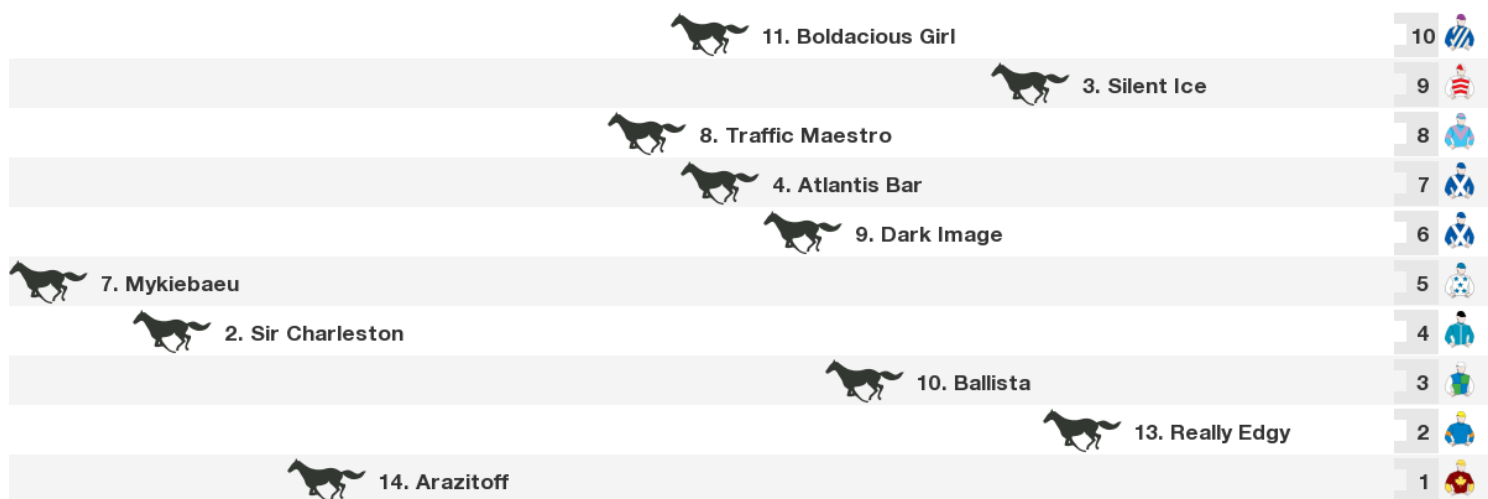 11. Boldacious Girl 10
3. Silent Ice 9
8. Traffic Maestro 8
4. Atlantis Bar 7
9. Dark Image 6
7. Mykiebaeu 5
2. Sir Charleston 4
10. Ballista 3
13. Really Edgy 2
14. Arazitoff 1